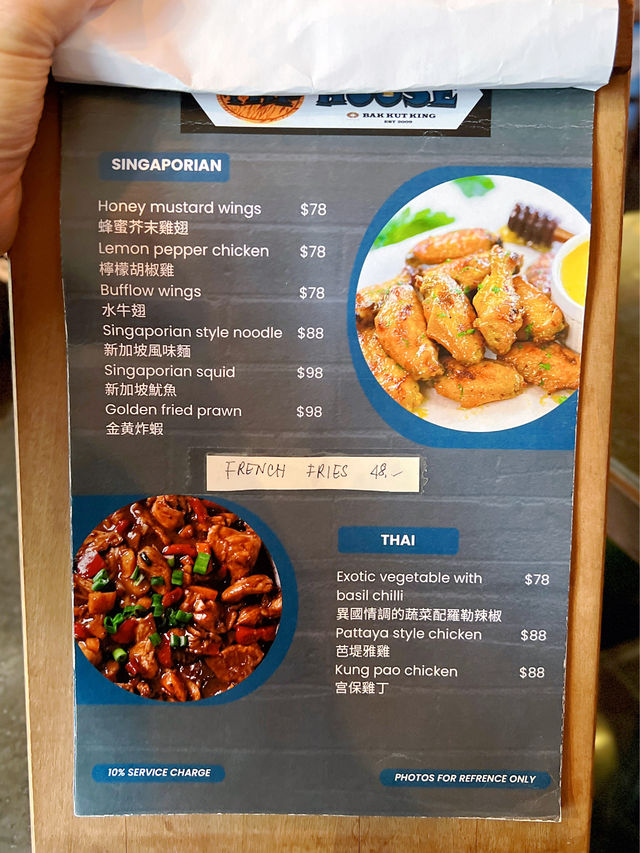 HOUSE
BAK KUT KING
EST 2009
SINGAPORIAN
Honey mustard wings $78
蜂蜜芥末雞翅
Lemon pepper chicken $78
檸檬胡椒雞
Bufflow wings $78
水牛翅
Singaporian style noodle $88
新加坡風味麵
Singaporian squid $98
新加坡魷魚
Golden fried prawn $98
金黄炸蝦
FRENCH FRIES 48.-
THAI
Exotic vegetable with $78
basil chilli
異國情調的蔬菜配羅勒辣椒
Pattaya style chicken $88
芭堤雅雞
Kung pao chicken $88
宮保雞丁
10% SERVICE CHARGE
PHOTOS FOR REFRENCE ONLY